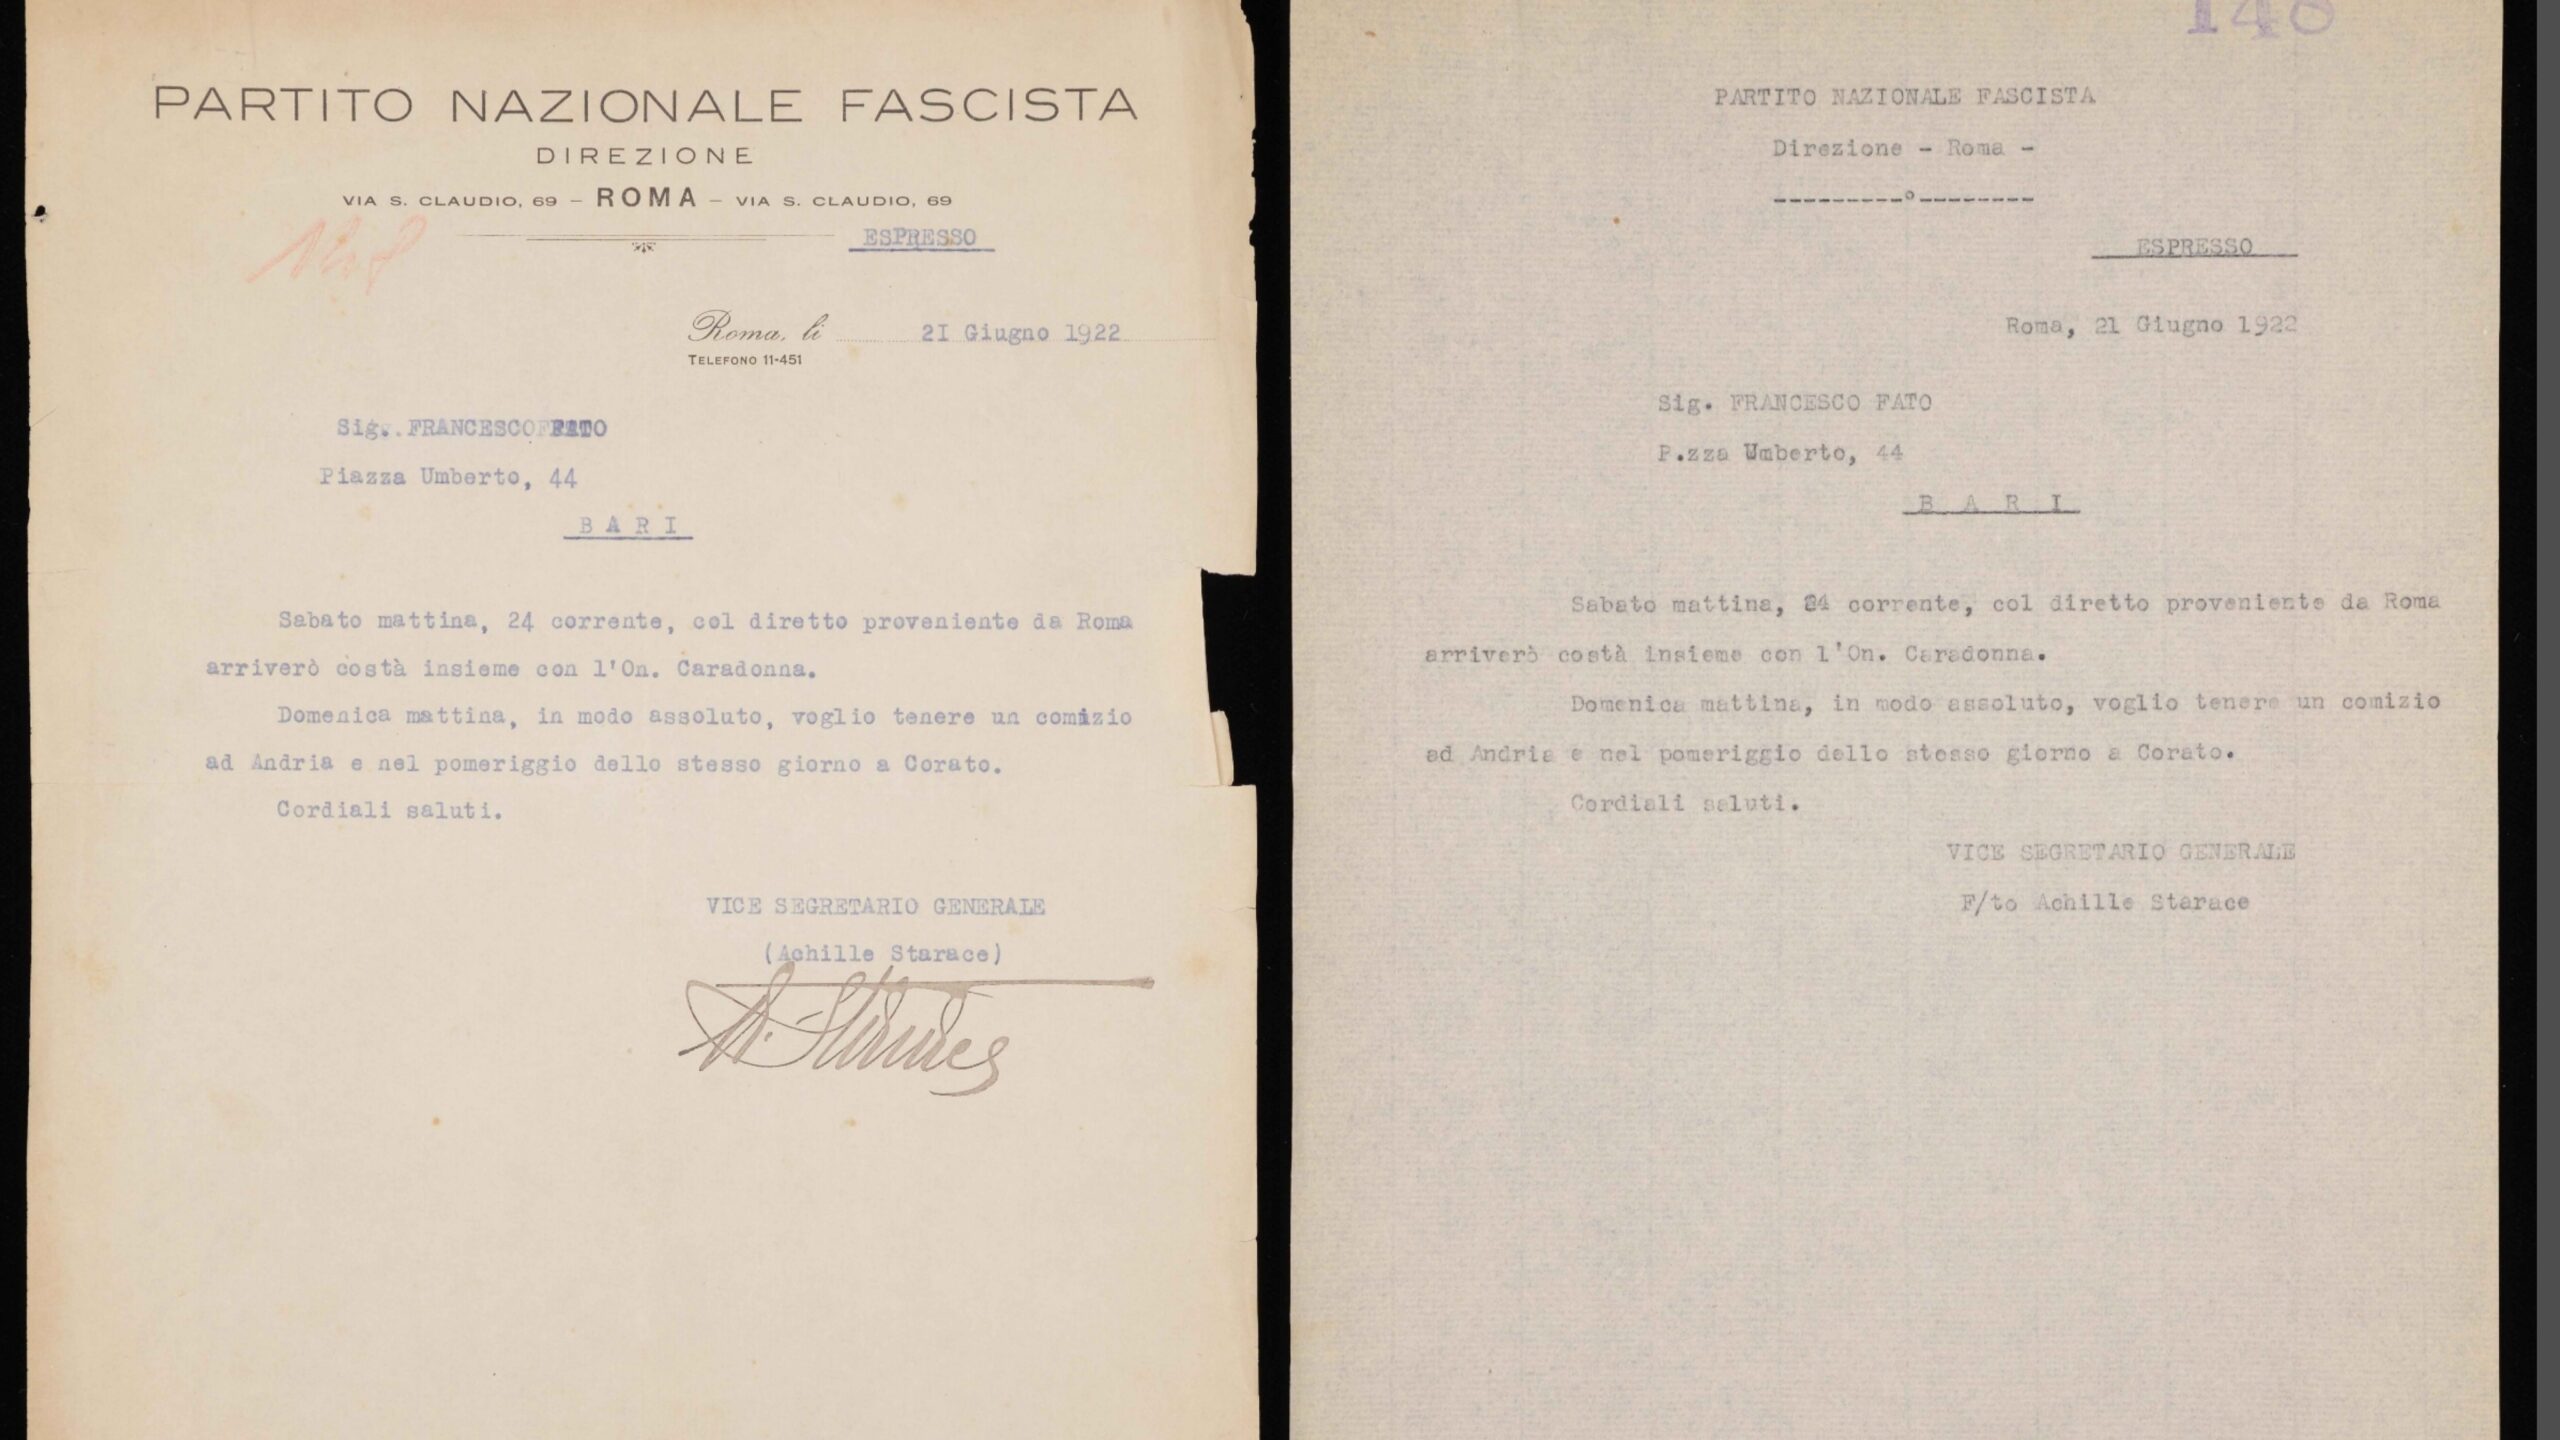 PARTITO NAZIONALE FASCISTA
DIREZIONE
VIA S. CLAUDIO, 69 – ROMA – VIA S. CLAUDIO, 69
ESPRESSO
Roma, li 2I Giugno 1922
TELEFONO 11-451
Sig. FRANCESCO FATO
Piazza Umberto, 44
B A R I
Sabato mattina, 24 corrente, col diretto proveniente da Roma
arriverò costà insieme con l'On. Caradonna.
Domenica mattina, in modo assoluto, voglio tenere un comizio
ad Andria e nel pomeriggio dello stesso giorno a Corato.
Cordiali saluti.
VICE SEGRETARIO GENERALE
(Achille Starace)
A. Starace
148
PARTITO NAZIONALE FASCISTA
Direzione - Roma -
---------°--------
ESPRESSO
Roma, 21 Giugno 1922
Sig. FRANCESCO FATO
P.zza Umberto, 44
B A R I
Sabato mattina, 24 corrente, col diretto proveniente da Roma
arriverò costà insieme con l'On. Caradonna.
Domenica mattina, in modo assoluto, voglio tenere un comizio
ad Andria e nel pomeriggio dello stesso giorno a Corato.
Cordiali saluti.
VICE SEGRETARIO GENERALE
F/to Achille Starace